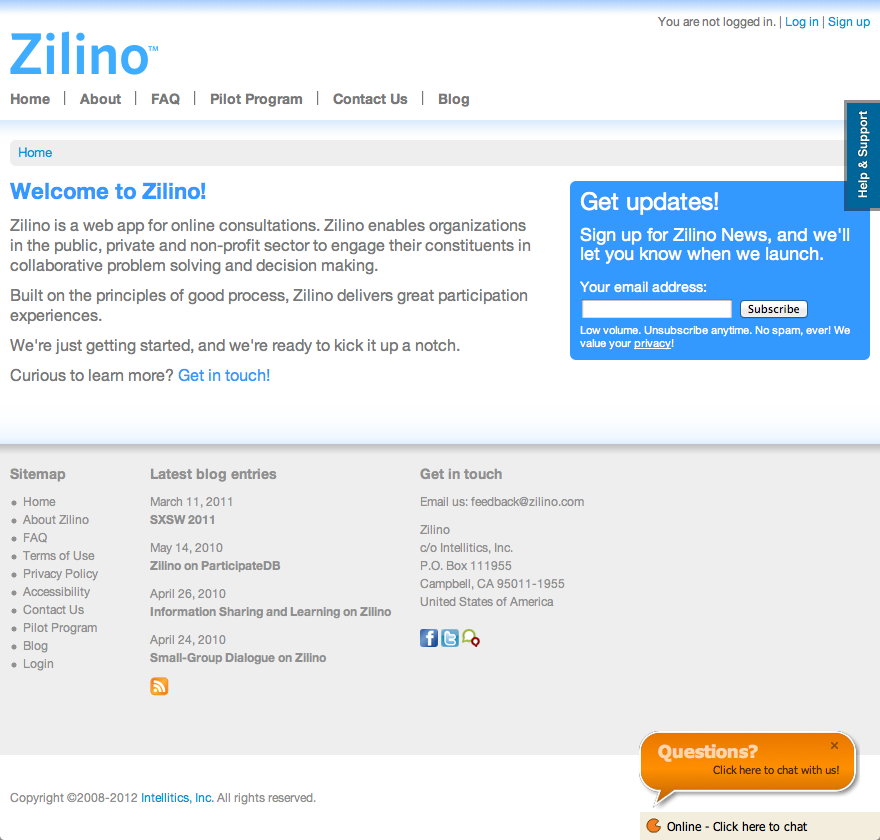 You are not logged in. | Log in | Sign up
Zilino™
Home | About | FAQ | Pilot Program | Contact Us | Blog
Help & Support
Home
Welcome to Zilino!
Zilino is a web app for online consultations. Zilino enables organizations
in the public, private and non-profit sector to engage their constituents in
collaborative problem solving and decision making.
Built on the principles of good process, Zilino delivers great participation
experiences.
We're just getting started, and we're ready to kick it up a notch.
Curious to learn more? Get in touch!
Get updates!
Sign up for Zilino News, and we'll
let you know when we launch.
Your email address:
Subscribe
Low volume. Unsubscribe anytime. No spam, ever! We
value your privacy!
Sitemap
Home
About Zilino
FAQ
Terms of Use
Privacy Policy
Accessibility
Contact Us
Pilot Program
Blog
Login
Latest blog entries
March 11, 2011
SXSW 2011
May 14, 2010
Zilino on ParticipateDB
April 26, 2010
Information Sharing and Learning on Zilino
April 24, 2010
Small-Group Dialogue on Zilino
Get in touch
Email us: feedback@zilino.com
Zilino
c/o Intellitics, Inc.
P.O. Box 111955
Campbell, CA 95011-1955
United States of America
Questions?
Click here to chat with us!
Copyright ©2008-2012 Intellitics, Inc. All rights reserved.
Online - Click here to chat